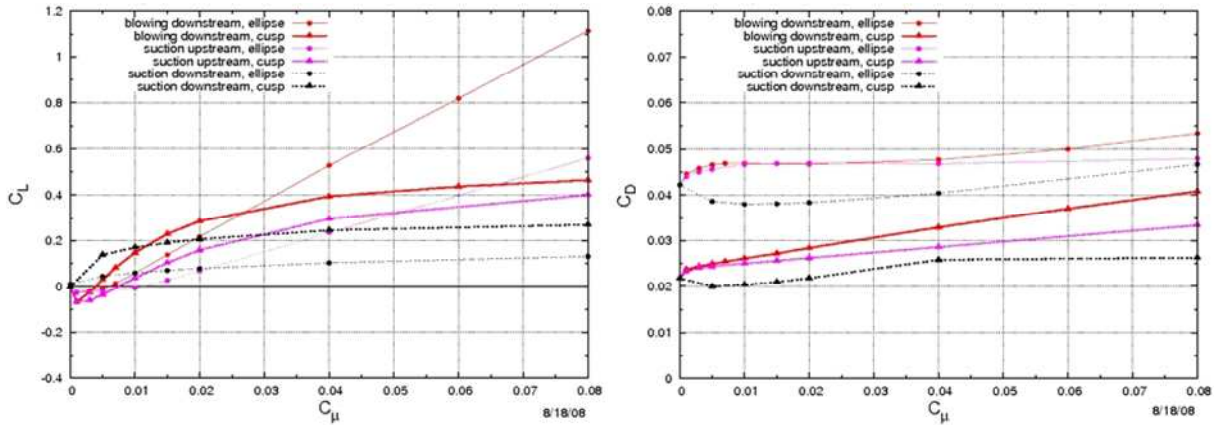 1.2
1
0.8
0.6
0.4
0.2
0
-0.2
-0.4
C_L
blowing downstream, ellipse
blowing downstream, cusp
suction upstream, ellipse
suction upstream, cusp
suction downstream, ellipse
suction downstream, cusp
0 0.01 0.02 0.03 0.04 0.05 0.06 0.07 0.08
C_μ
8/18/08
0.08
0.07
0.06
0.05
0.04
0.03
0.02
0.01
0
C_D
blowing downstream, ellipse
blowing downstream, cusp
suction upstream, ellipse
suction upstream, cusp
suction downstream, ellipse
suction downstream, cusp
0 0.01 0.02 0.03 0.04 0.05 0.06 0.07 0.08
C_μ
8/18/08